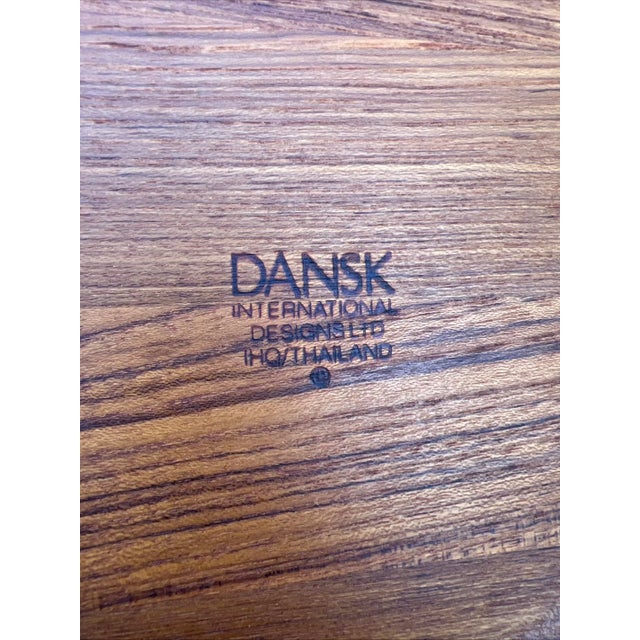 DANSK
INTERNATIONAL
DESIGNS LTD
IHQ/THAILAND